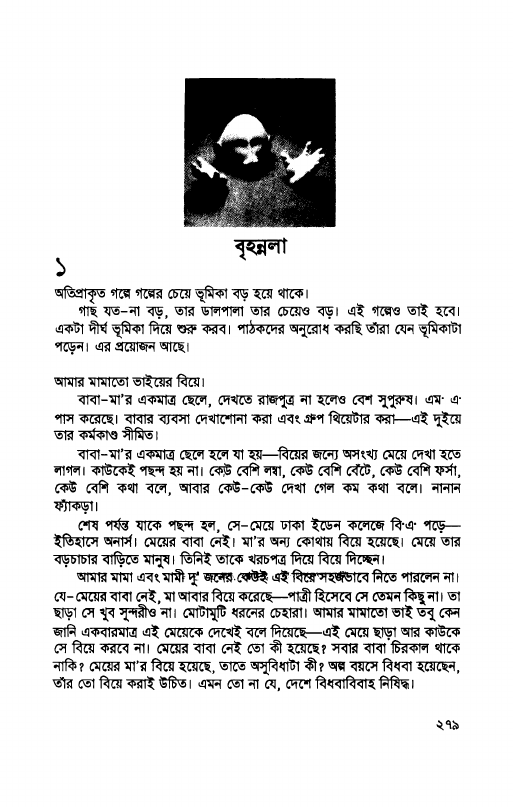 বৃহন্নলা
১
অতিপ্রাকৃত গল্পে গল্পের চেয়ে ভূমিকা বড় হয়ে থাকে।
গাছ যত-না বড়, তার ডালপালা তার চেয়েও বড়। এই গল্পেও তাই হবে।
একটা দীর্ঘ ভূমিকা দিয়ে শুরু করব। পাঠকদের অনুরোধ করছি তাঁরা যেন ভূমিকাটা
পড়েন। এর প্রয়োজন আছে।
আমার মামাতো ভাইয়ের বিয়ে।
বাবা-মা'র একমাত্র ছেলে, দেখতে রাজপুত্র না হলেও বেশ সুপুরুষ। এম· এ·
পাস করেছে। বাবার ব্যবসা দেখাশোনা করা এবং গ্রুপ থিয়েটার করা—এই দুইয়ে
তার কর্মকাণ্ড সীমিত।
বাবা-মা'র একমাত্র ছেলে হলে যা হয়—বিয়ের জন্যে অসংখ্য মেয়ে দেখা হতে
লাগল। কাউকেই পছন্দ হয় না। কেউ বেশি লম্বা, কেউ বেশি বেঁটে, কেউ বেশি ফর্সা,
কেউ বেশি কথা বলে, আবার কেউ-কেউ দেখা গেল কম কথা বলে। নানান
ফ্যাঁকড়া।
শেষ পর্যন্ত যাকে পছন্দ হল, সে-মেয়ে ঢাকা ইডেন কলেজে বি·এ· পড়ে—
ইতিহাসে অনার্স। মেয়ের বাবা নেই। মা'র অন্য কোথায় বিয়ে হয়েছে। মেয়ে তার
বড়চাচার বাড়িতে মানুষ। তিনিই তাকে খরচপত্র দিয়ে বিয়ে দিচ্ছেন।
আমার মামা এবং মামী দু' জনের কেউই এই বিয়ে সহজভাবে নিতে পারলেন না।
যে-মেয়ের বাবা নেই, মা আবার বিয়ে করেছে—পাত্রী হিসেবে সে তেমন কিছু না। তা
ছাড়া সে খুব সুন্দরীও না। মোটামুটি ধরনের চেহারা। আমার মামাতো ভাই তবু কেন
জানি একবারমাত্র এই মেয়েকে দেখেই বলে দিয়েছে—এই মেয়ে ছাড়া আর কাউকে
সে বিয়ে করবে না। মেয়ের বাবা নেই তো কী হয়েছে? সবার বাবা চিরকাল থাকে
নাকি? মেয়ের মা'র বিয়ে হয়েছে, তাতে অসুবিধাটা কী? অল্প বয়সে বিধবা হয়েছেন,
তাঁর তো বিয়ে করাই উচিত। এমন তো না যে, দেশে বিধবাবিবাহ নিষিদ্ধ।
২৭৯